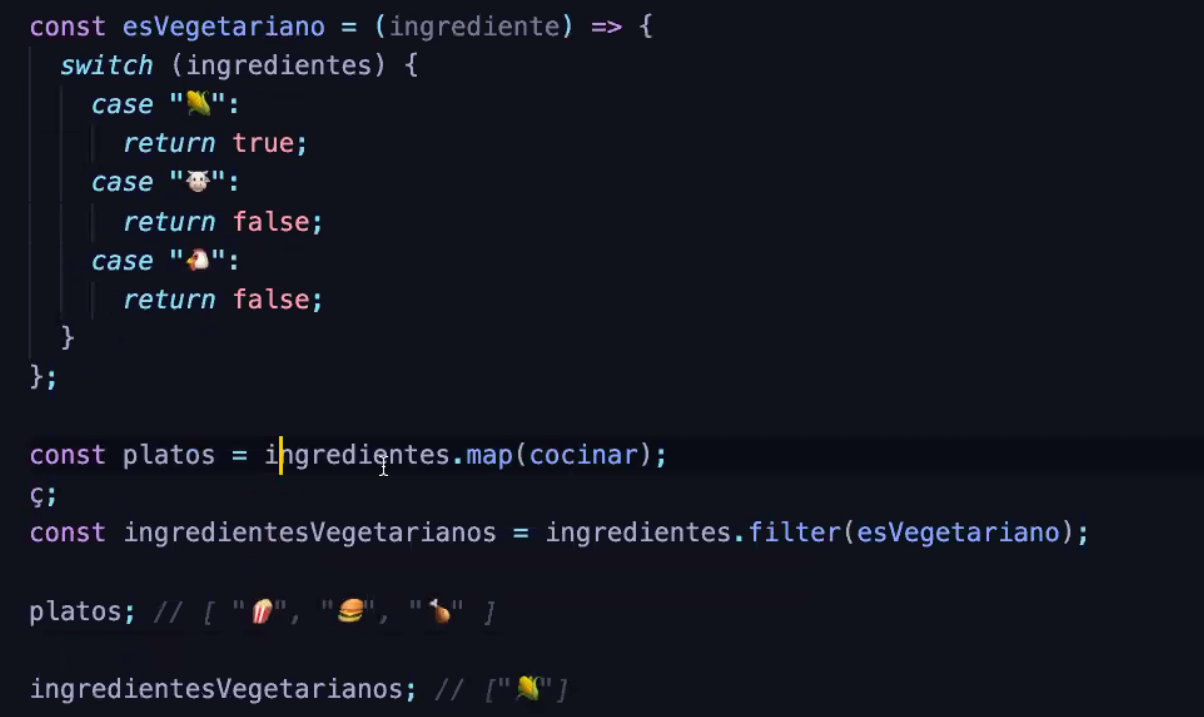 const esVegetariano = (ingrediente) => {
switch (ingredientes) {
case "🌽":
return true;
case "🐮":
return false;
case "🐔":
return false;
}
};
const platos = ingredientes.map(cocinar);
ç;
const ingredientesVegetarianos = ingredientes.filter(esVegetariano);
platos; // [ "🍿", "🍔", "🍗" ]
ingredientesVegetarianos; // ["🌽"]